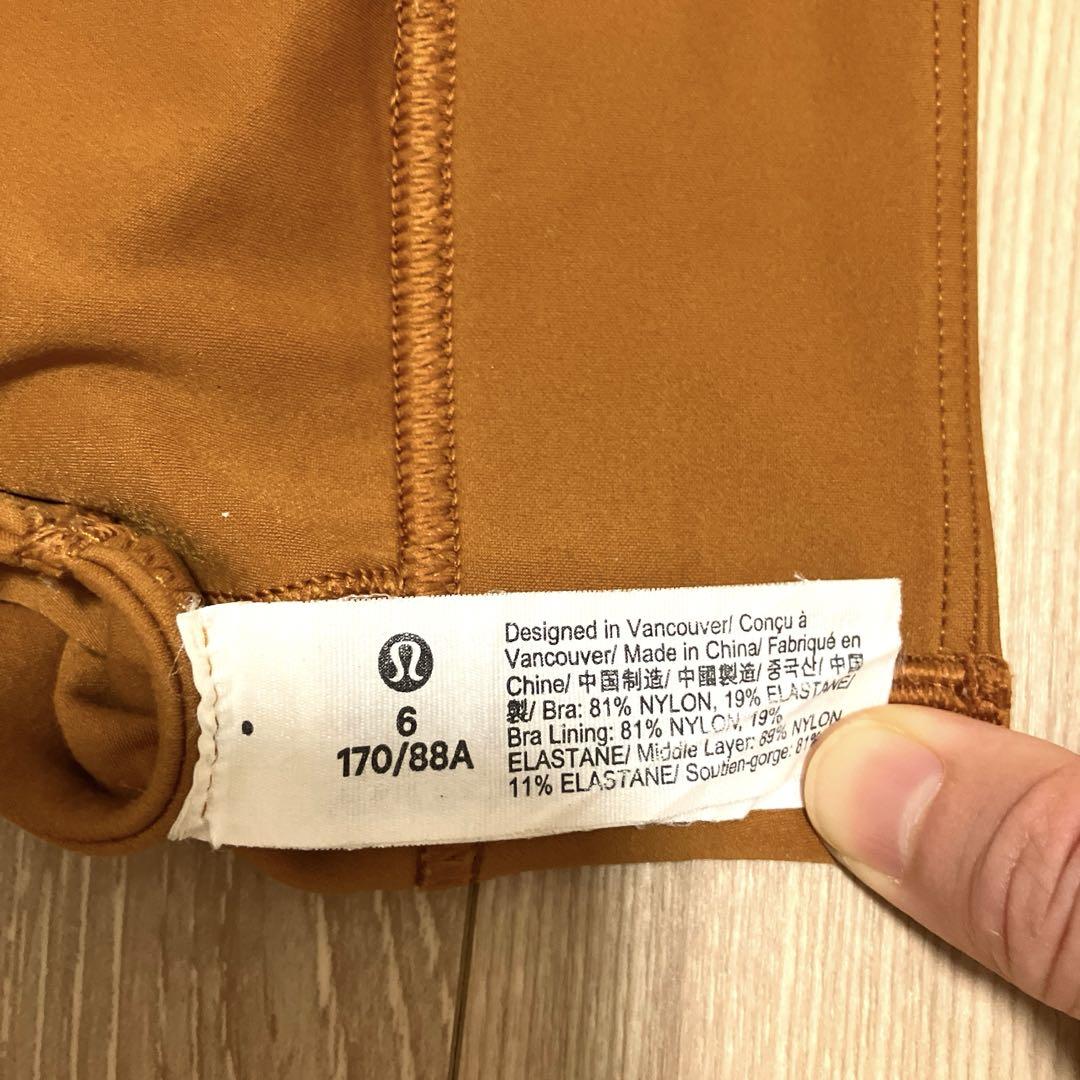 6
170/88A
Designed in Vancouver/ Conçu à
Vancouver/ Made in China/ Fabriqué en
Chine/ 中国制造/ 中國製造/ 중국산/ 中国
製/ Bra: 81% NYLON, 19% ELASTANE/
Bra Lining: 81% NYLON, 19%
ELASTANE/ Middle Layer: 89% NYLON,
11% ELASTANE/ Soutien-gorge: 81%